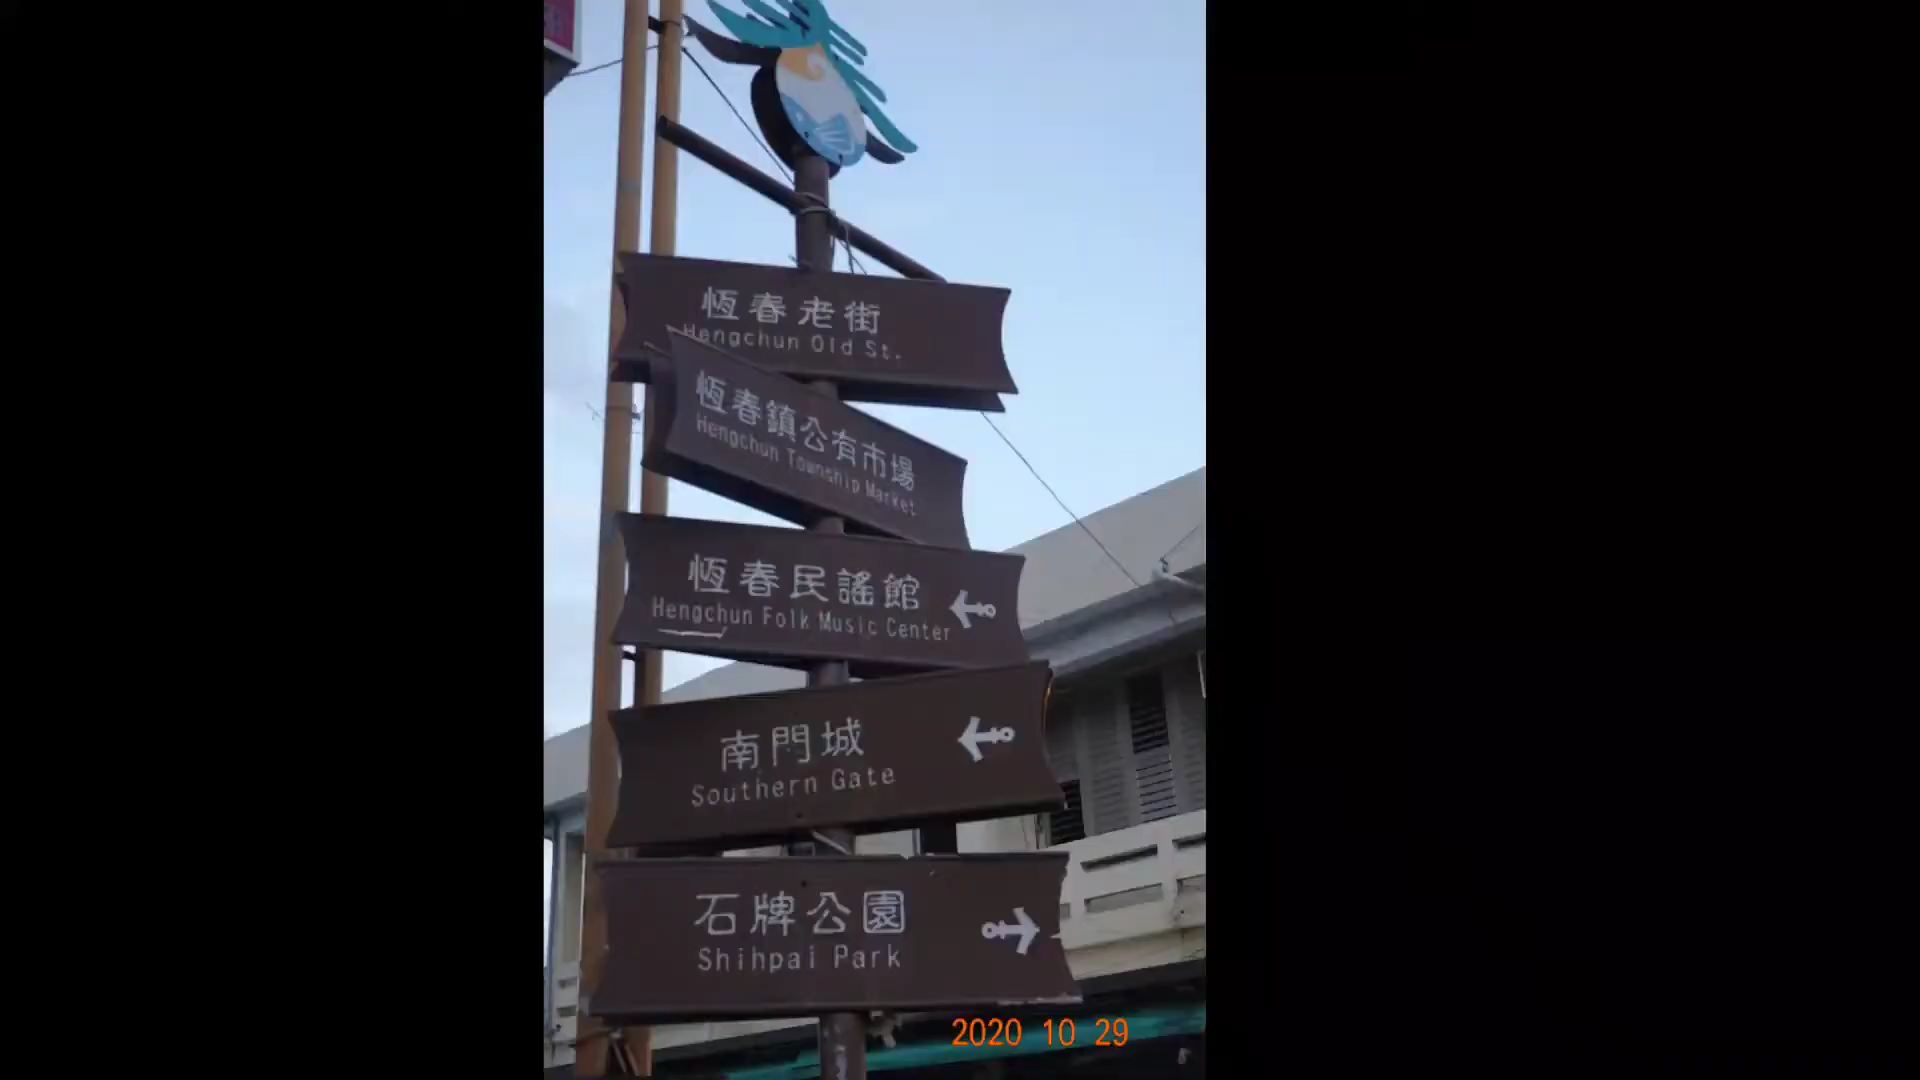 恆春老街
Hengchun Old St.
恆春鎮公有市場
Hengchun Township Market
恆春民謠館
Hengchun Folk Music Center
南門城
Southern Gate
石牌公園
Shihpai Park
2020 10 29